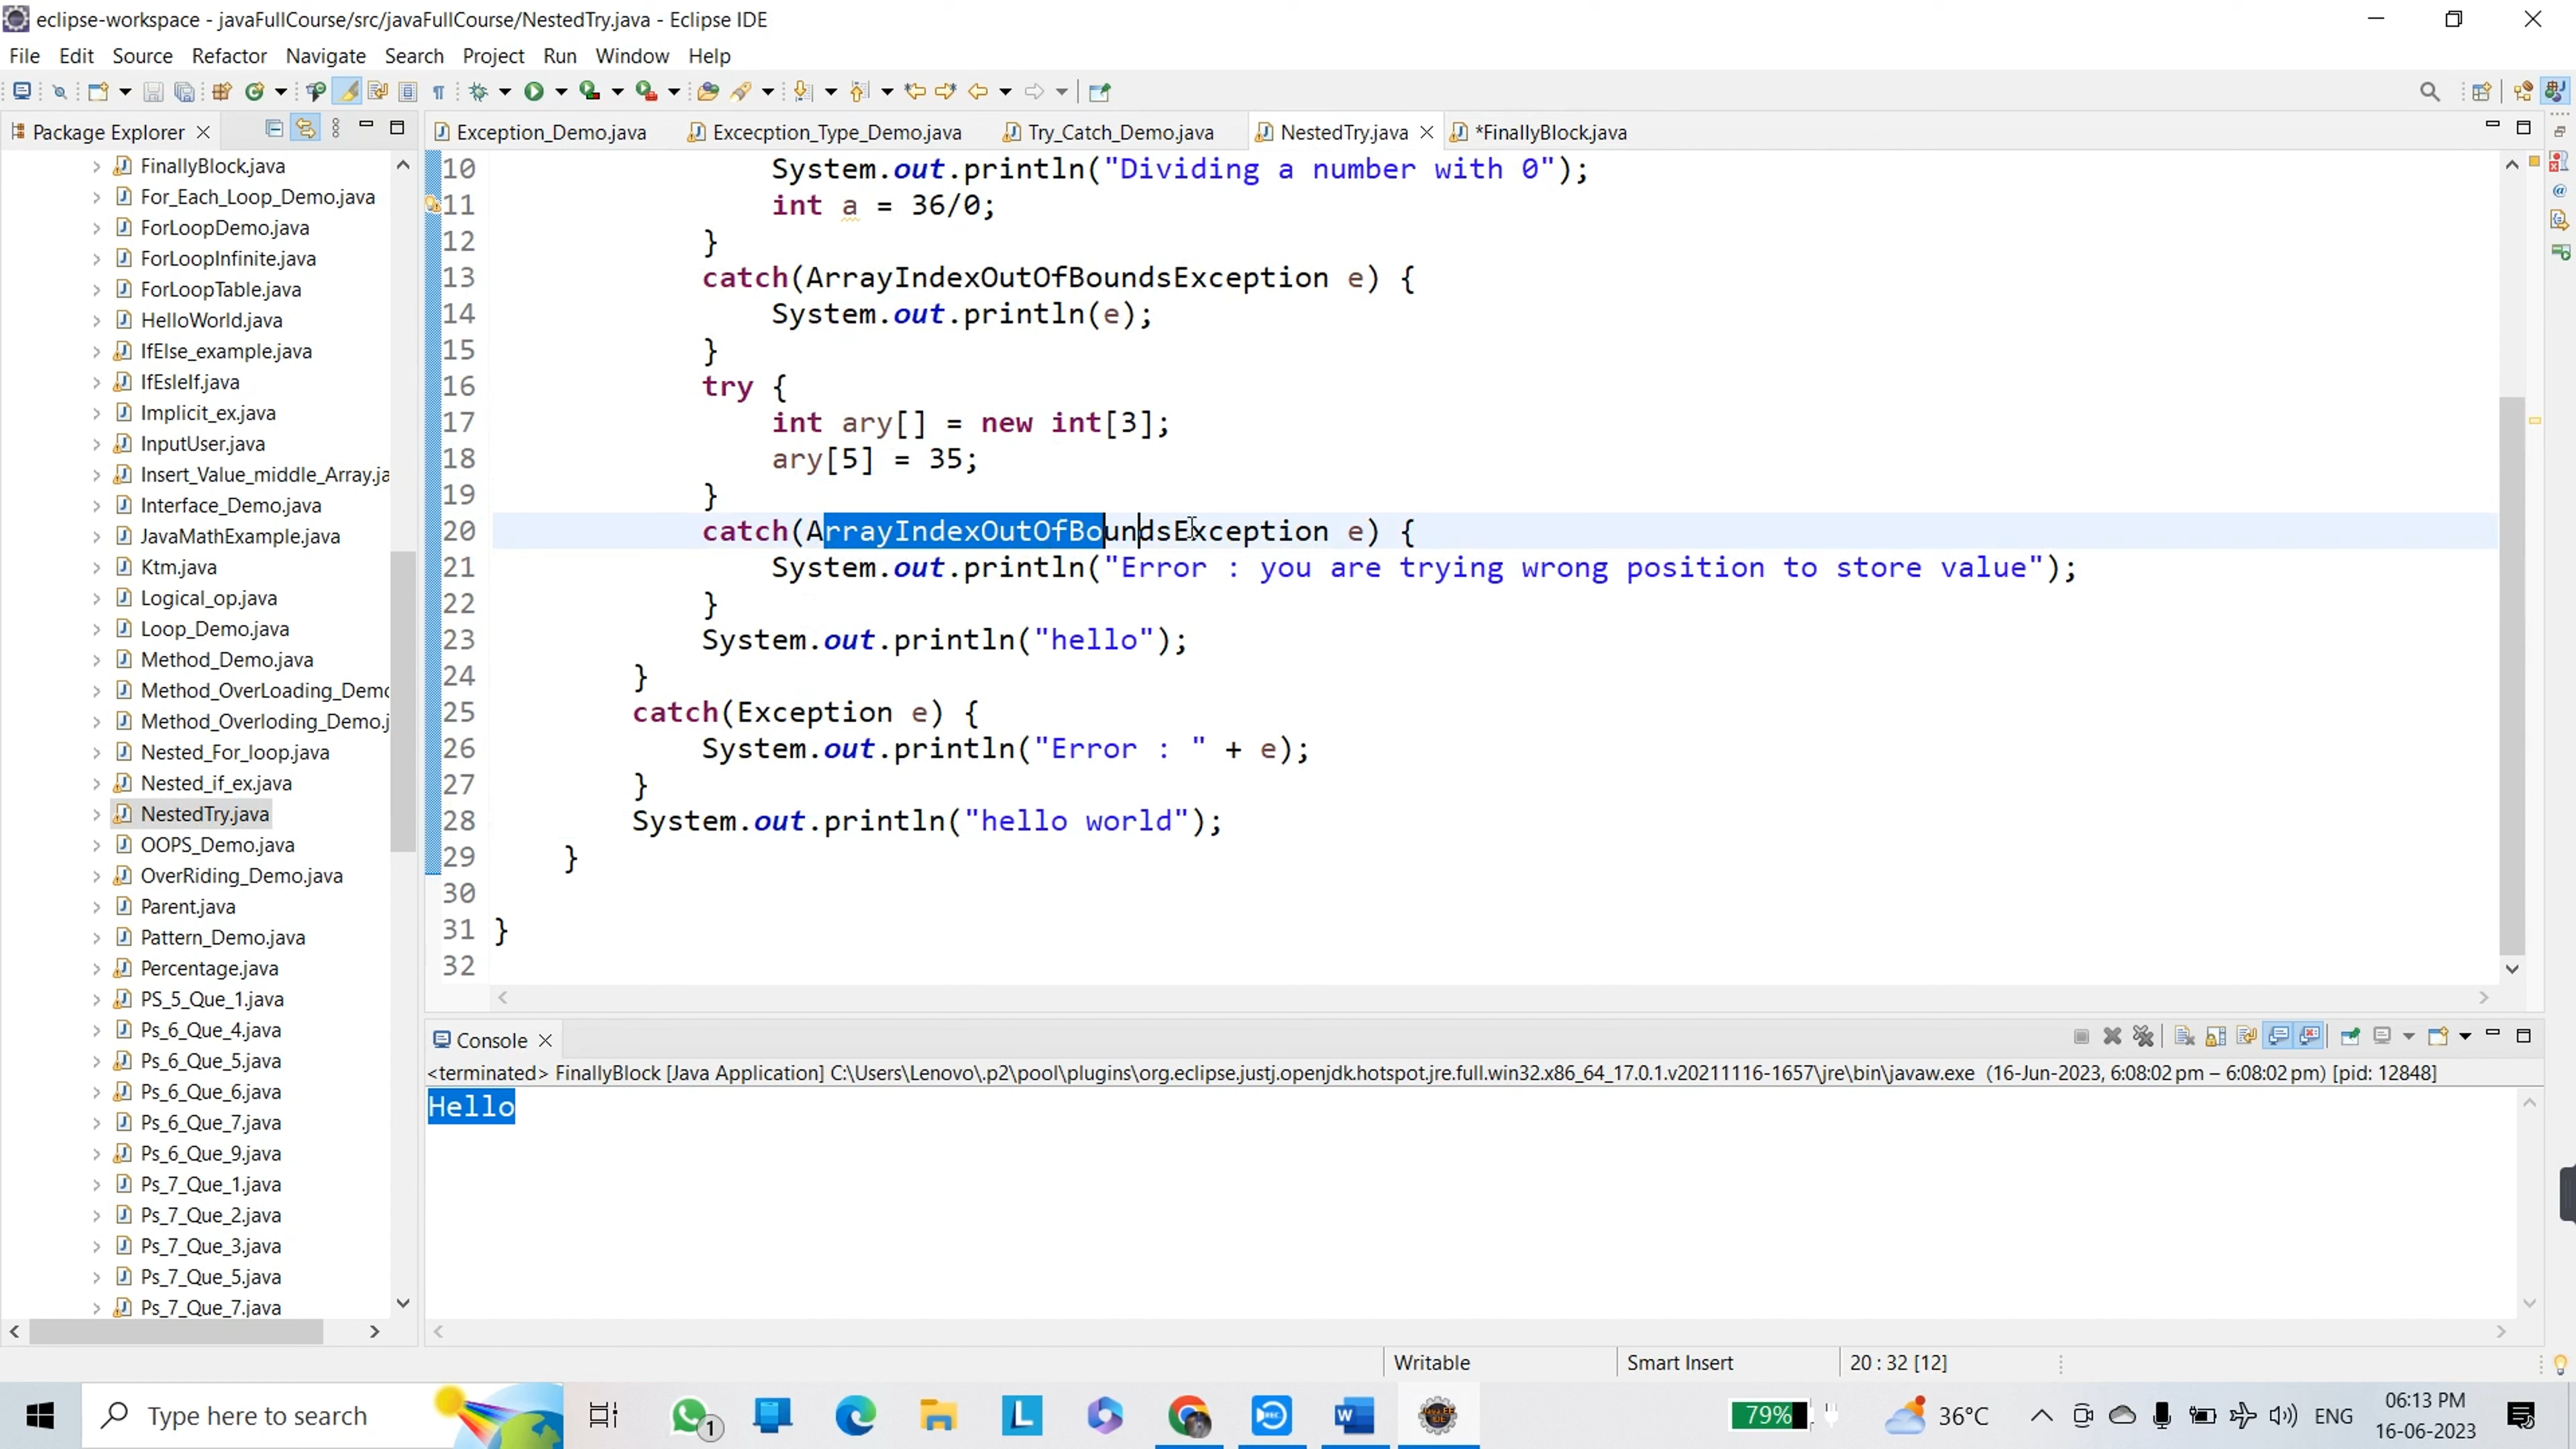 eclipse-workspace - javaFullCourse/src/javaFullCourse/NestedTry.java - Eclipse IDE
File Edit Source Refactor Navigate Search Project Run Window Help
Package Explorer
Exception_Demo.java Excecption_Type_Demo.java Try_Catch_Demo.java NestedTry.java *FinallyBlock.java
FinallyBlock.java
For_Each_Loop_Demo.java
ForLoopDemo.java
ForLoopInfinite.java
ForLoopTable.java
HelloWorld.java
IfElse_example.java
IfEsleIf.java
Implicit_ex.java
InputUser.java
Insert_Value_middle_Array.ja
Interface_Demo.java
JavaMathExample.java
Ktm.java
Logical_op.java
Loop_Demo.java
Method_Demo.java
Method_OverLoading_Demo
Method_Overloding_Demo.j
Nested_For_loop.java
Nested_if_ex.java
NestedTry.java
OOPS_Demo.java
OverRiding_Demo.java
Parent.java
Pattern_Demo.java
Percentage.java
PS_5_Que_1.java
Ps_6_Que_4.java
Ps_6_Que_5.java
Ps_6_Que_6.java
Ps_6_Que_7.java
Ps_6_Que_9.java
Ps_7_Que_1.java
Ps_7_Que_2.java
Ps_7_Que_3.java
Ps_7_Que_5.java
Ps_7_Que_7.java
10 System.out.println("Dividing a number with 0");
11 int a = 36/0;
12 }
13 catch(ArrayIndexOutOfBoundsException e) {
14 System.out.println(e);
15 }
16 try {
17 int ary[] = new int[3];
18 ary[5] = 35;
19 }
20 catch(ArrayIndexOutOfBoundsException e) {
21 System.out.println("Error : you are trying wrong position to store value");
22 }
23 System.out.println("hello");
24 }
25 catch(Exception e) {
26 System.out.println("Error : " + e);
27 }
28 System.out.println("hello world");
29 }
30
31 }
32
Console
<terminated> FinallyBlock [Java Application] C:\Users\Lenovo\.p2\pool\plugins\org.eclipse.justj.openjdk.hotspot.jre.full.win32.x86_64_17.0.1.v20211116-1657\jre\bin\javaw.exe (16-Jun-2023, 6:08:02 pm – 6:08:02 pm) [pid: 12848]
Hello
Writable Smart Insert 20 : 32 [12]
Type here to search 1 79% 36°C ENG 06:13 PM
16-06-2023